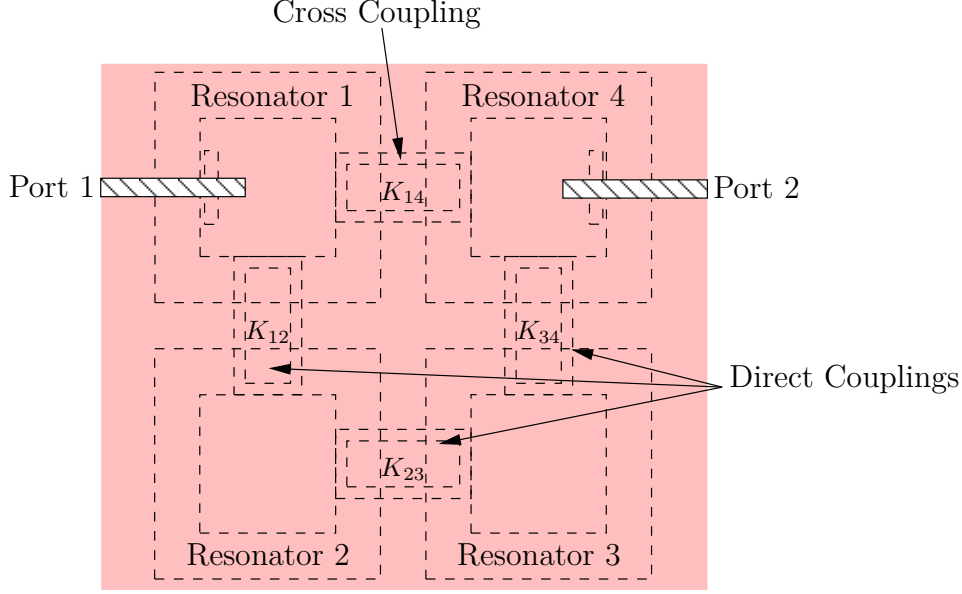 Cross Coupling
Resonator 1
Resonator 4
Port 1
K14
Port 2
K12
K34
Direct Couplings
K23
Resonator 2
Resonator 3